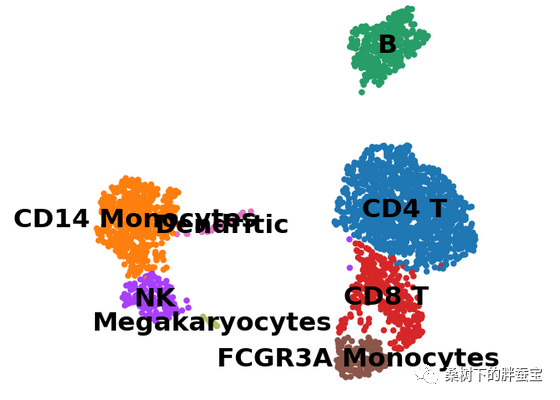 B
CD4 T
CD14 Monocytes
Dendritic
NK
CD8 T
Megakaryocytes
FCGR3A Monocytes
桑树下的胖蚕宝